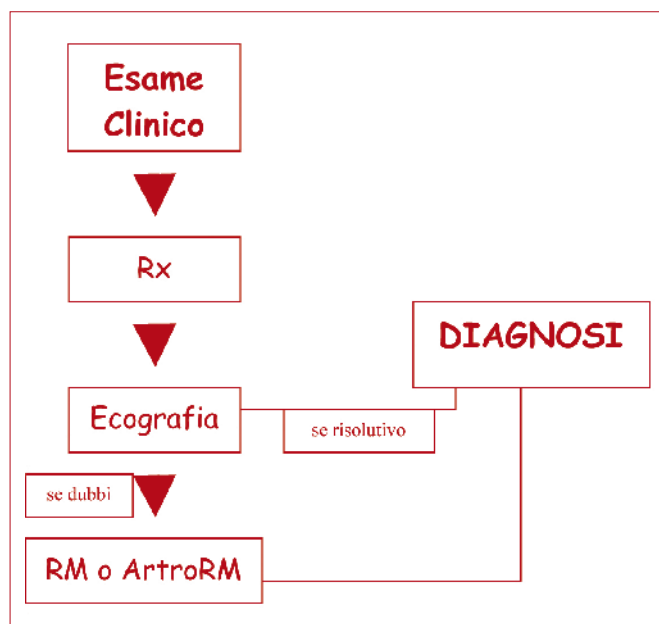 Esame
Clinico
Rx
DIAGNOSI
Ecografia
se risolutivo
se dubbi
RM o ArtroRM